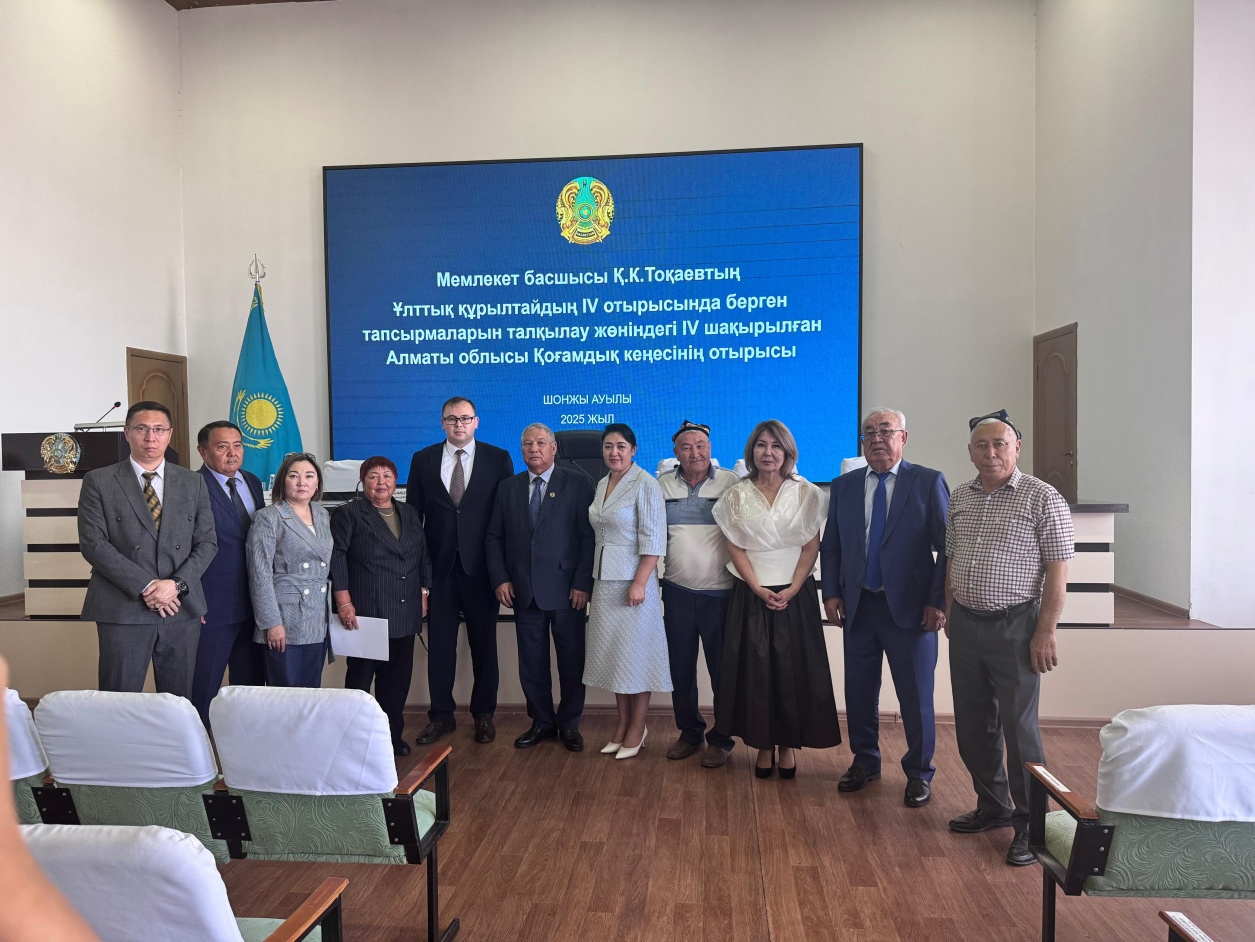 Мемлекет басшысы Қ.К.Тоқаевтың
Ұлттық құрылтайдың IV отырысында берген
тапсырмаларын талқылау жөніндегі IV шақырылған
Алматы облысы Қоғамдық кеңесінің отырысы
ШОНЖЫ АУЫЛЫ
2025 ЖЫЛ